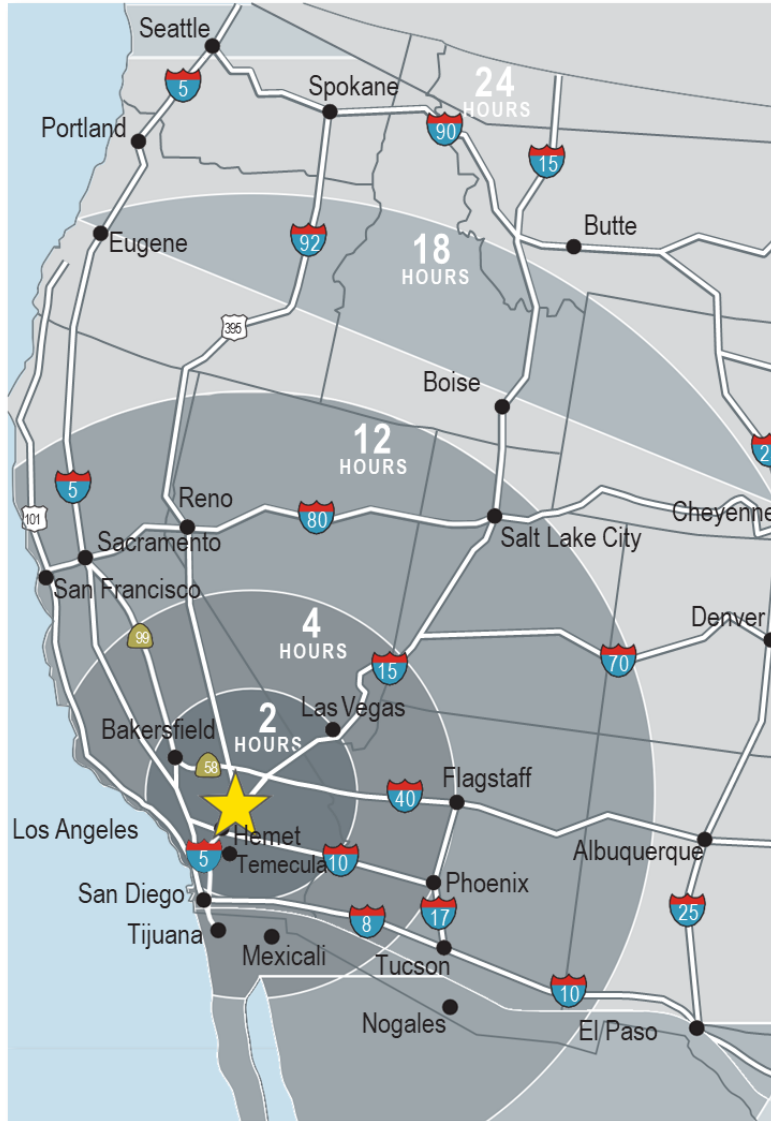 Seattle
24
HOURS
Spokane
5
90
Portland
15
Butte
Eugene
92
18
HOURS
395
Boise
12
HOURS
2
5
101
Reno
80
Cheyenne
Sacramento
Salt Lake City
San Francisco
4
HOURS
99
Denver
15
70
2
HOURS
Las Vegas
Bakersfield
58
40
Flagstaff
Los Angeles
Hemet
Albuquerque
5
Temecula
10
Phoenix
San Diego
8
17
25
Tijuana
Mexicali
Tucson
10
Nogales
El Paso